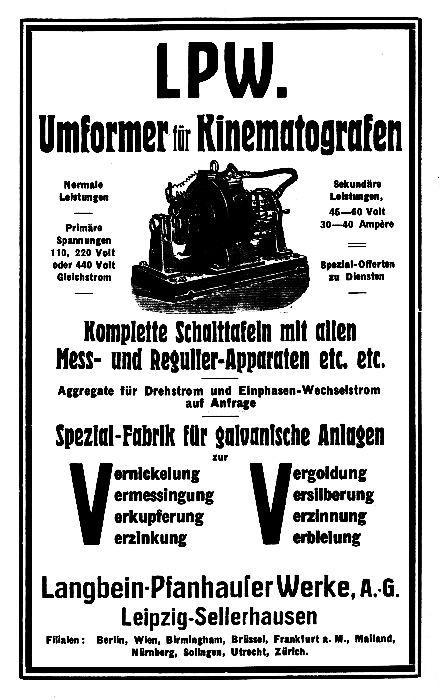 LPW.
Umformer für Kinematografen
Normale
Leistungen
Primäre
Spannungen
110, 220 Volt
oder 440 Volt
Gleichstrom
Sekundäre
Leistungen,
45—60 Volt
30—40 Ampère
Spezial-Offerten
zu Diensten
Komplette Schalttafeln mit allen
Mess- und Regulier-Apparaten etc. etc.
Aggregate für Drehstrom und Einphasen-Wechselstrom
auf Anfrage
Spezial-Fabrik für galvanische Anlagen
zur
Vernickelung
Vermessingung
Verkupferung
Verzinkung
Vergoldung
Versilberung
Verzinnung
Verbleiung
Langbein-Pfanhauser Werke, A.-G.
Leipzig-Sellerhausen
Filialen: Berlin, Wien, Birmingham, Brüssel, Frankfurt a. M., Mailand,
Nürnberg, Solingen, Utrecht, Zürich.